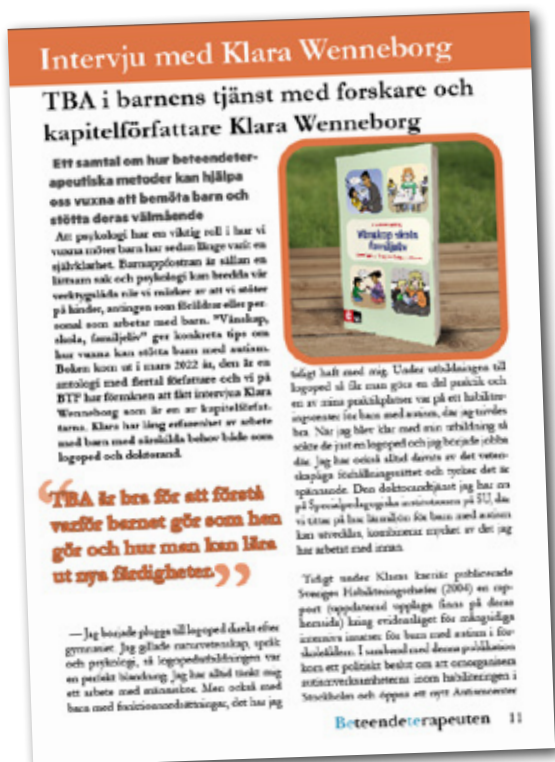 Intervju med Klara Wenneborg
TBA i barnens tjänst med forskare och
kapitelförfattare Klara Wenneborg
Ett samtal om hur beteendeter-
apeutiska metoder kan hjälpa
oss vuxna att bemöta barn och
stötta deras välmående
Att psykologi har en viktig roll i hur vi
vuxna möter barn har sedan länge varit en
självklarhet. Barnuppfostran är sällan en
lättsam sak och psykologi kan bredda vår
verktygslåda när vi märker av att vi stöter
på hinder, antingen som föräldrar eller per-
sonal som arbetar med barn. "Vänskap,
skola, familjeliv" ger konkreta tips om
hur vuxna kan stötta barn med autism.
Boken kom ut i mars 2022 är, den är en
antologi med flertal författare och vi på
BTP har förmånen att fått intervjua Klara
Wenneborg som är en av kapitelförfat-
tarna. Klara har lång erfarenhet av arbete
med barn med särskilda behov både som
logoped och doktorand.
“TBA är bra för att förstå
varför barnet gör som hen
gör och hur man kan lära
ut nya färdigheter.”
— Jag började plugga till logoped direkt efter
gymnasiet. Jag gillade naturvetenskap, språk
och psykologi, så logopedutbildningen var
en perfekt blandning. Jag har alltid tänkt mig
att arbeta med människor. Men också med
barn med funktionsnedsättningar, det har jag
Vänskap skola
familjeliv
tidigt haft med mig. Under utbildningen till
logoped så får man göra en del praktik och
en av mina praktikplatser var på ett habiliter-
ingscenter för barn med autism, där jag trivdes
bra. När jag blev klar med min utbildning så
sökte de just en logoped och jag började jobba
där. Jag har också alltid drivits av det veten-
skapliga förhållningssättet och tycker det är
spännande. Den doktorandtjänst jag har nu
på Specialpedagogiska institutionen på SU, där
vi tittar på hur läromiljön för barn med autism
kan utvecklas, kombinerar mycket av det jag
har arbetat med innan.
Tidigt under Klaras karriär publicerade
Sveriges Habiliteringschefer (2004) en rap-
port (uppdaterad upplaga finns på deras
hemsida) kring evidensläget för mångsidiga
intensiva insatser för barn med autism i för-
skoleåldern. I samband med denna publikation
kom ett politiskt beslut om att omorganisera
autismverksamheterna inom habiliteringen i
Stockholm och öppna ett nytt Autismcenter
Beteendeterapeuten 11